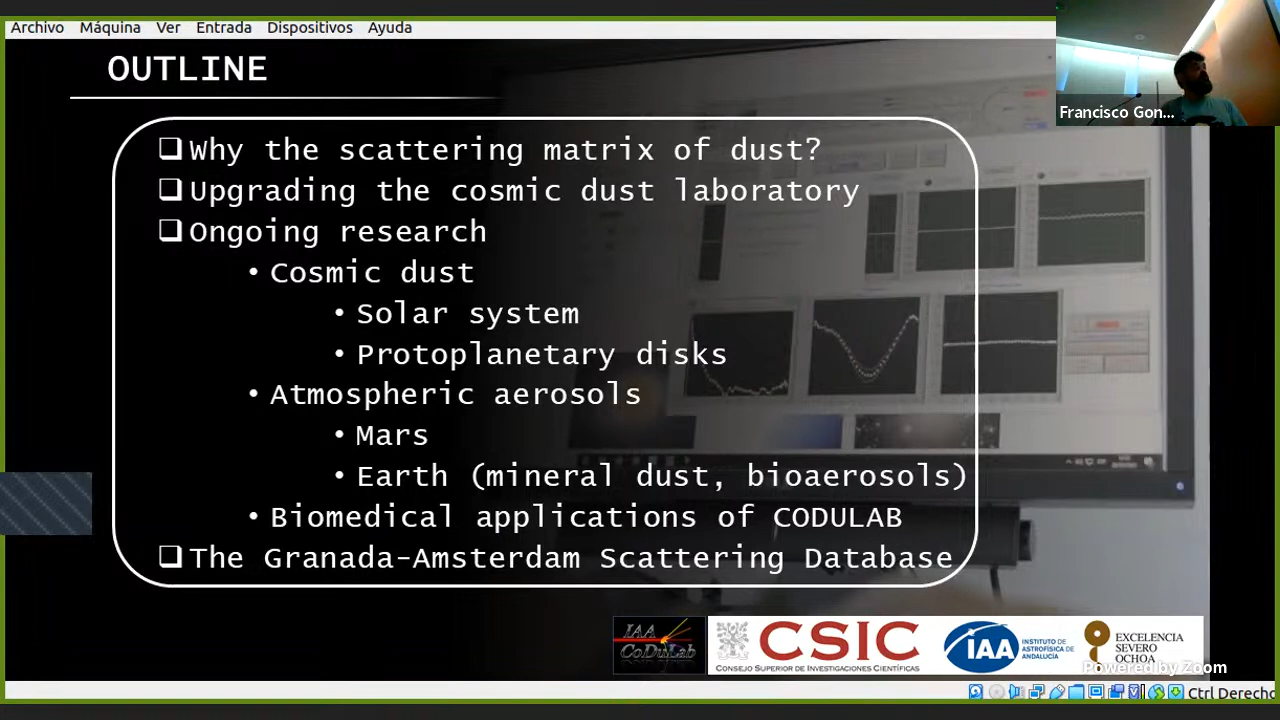 Archivo Máquina Ver Entrada Dispositivos Ayuda
OUTLINE
Francisco Gon...
❑Why the scattering matrix of dust?
❑Upgrading the cosmic dust laboratory
❑Ongoing research
• Cosmic dust
• Solar system
• Protoplanetary disks
• Atmospheric aerosols
• Mars
• Earth (mineral dust, bioaerosols)
• Biomedical applications of CODULAB
❑The Granada-Amsterdam Scattering Database
IAA
CoDuLab
CSIC
CONSEJO SUPERIOR DE INVESTIGACIONES CIENTÍFICAS
IAA
INSTITUTO DE
ASTROFÍSICA DE
ANDALUCÍA
EXCELENCIA
SEVERO
OCHOA
Powered by Zoom
Ctrl Derecho